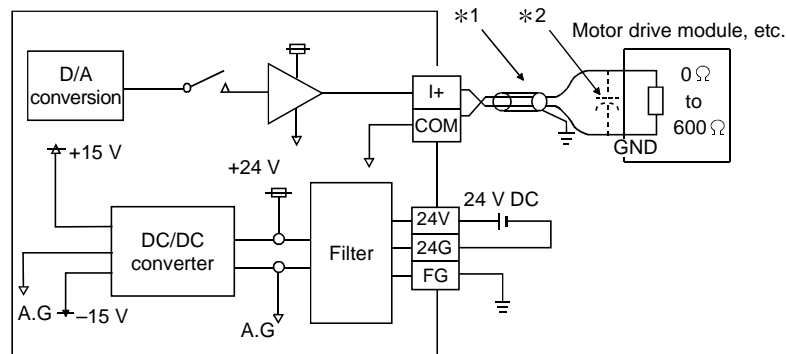 *1
*2
Motor drive module, etc.
D/A
conversion
I+
COM
0Ω
to
600Ω
GND
+15 V
+24 V
24 V DC
DC/DC
converter
Filter
24V
24G
FG
A.G
–15 V
A.G